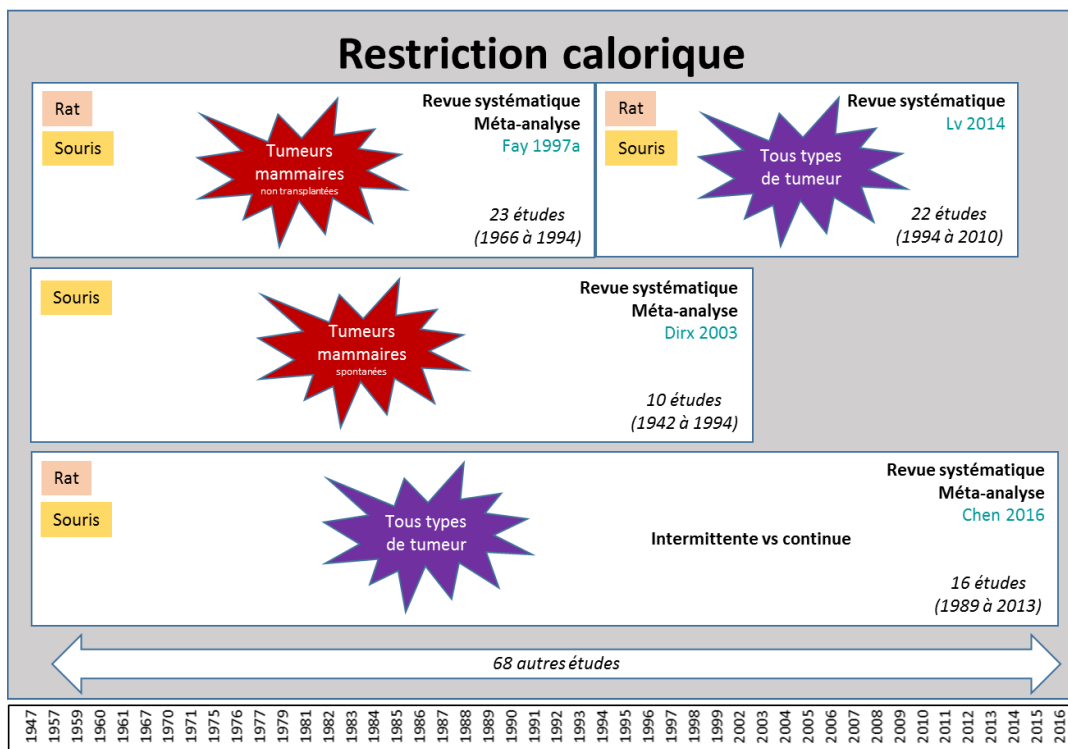 Restriction calorique
Rat
Souris
Tumeurs
mammaires
non transplantées
Revue systématique
Méta-analyse
Fay 1997a
23 études
(1966 à 1994)
Rat
Souris
Tous types
de tumeur
Revue systématique
Lv 2014
22 études
(1994 à 2010)
Souris
Tumeurs
mammaires
spontanées
Revue systématique
Méta-analyse
Dirx 2003
10 études
(1942 à 1994)
Rat
Souris
Tous types
de tumeur
Intermittente vs continue
Revue systématique
Méta-analyse
Chen 2016
16 études
(1989 à 2013)
68 autres études
1947
1957
1959
1960
1961
1967
1970
1971
1975
1976
1977
1979
1981
1982
1983
1984
1985
1986
1987
1988
1989
1990
1991
1992
1993
1994
1995
1996
1997
1998
1999
2002
2003
2004
2005
2006
2007
2008
2009
2010
2011
2012
2013
2014
2015
2016